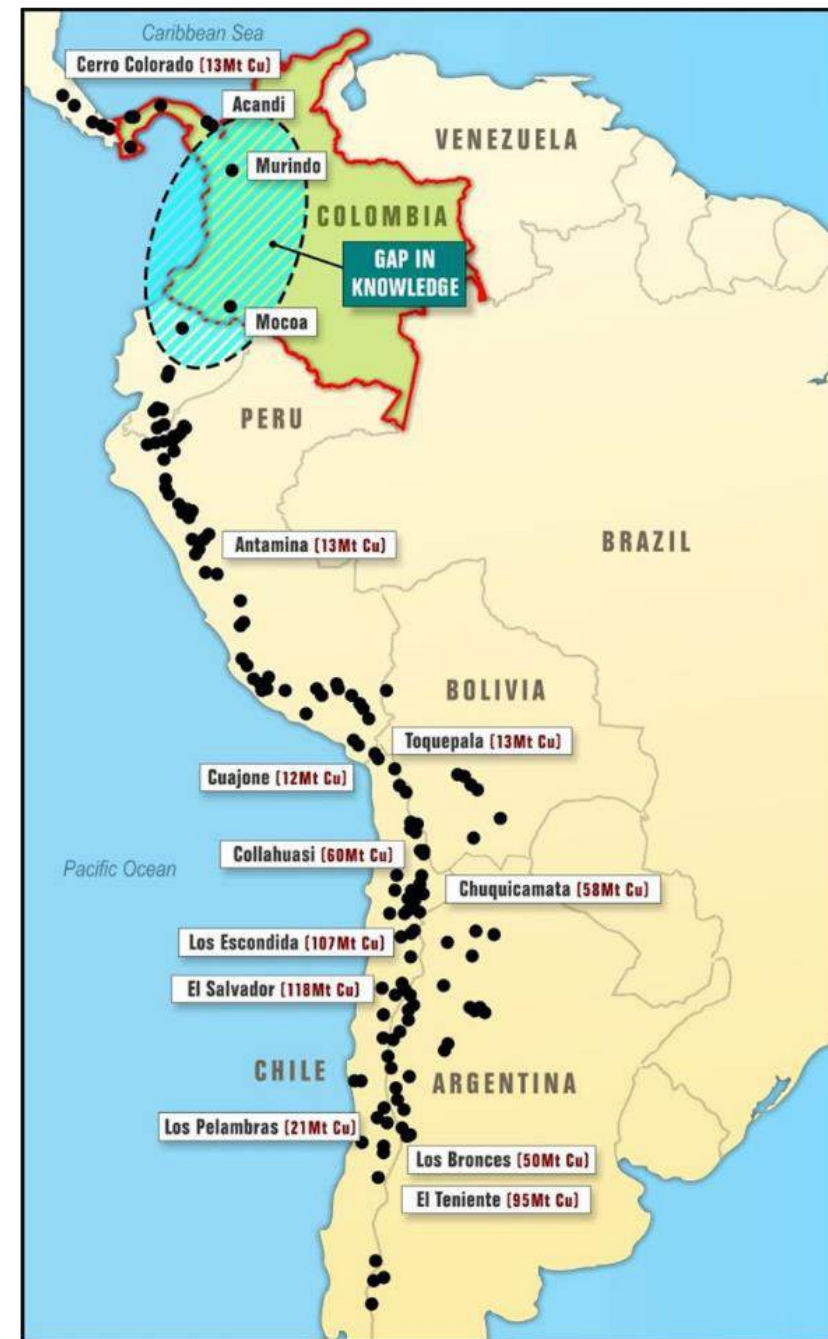 Caribbean Sea
Cerro Colorado (13Mt Cu)
Acandi
VENEZUELA
Murindo
COLOMBIA
GAP IN
KNOWLEDGE
Mocoa
PERU
Antamina (13Mt Cu)
BRAZIL
BOLIVIA
Toquepala (13Mt Cu)
Cuajone (12Mt Cu)
Collahuasi (60Mt Cu)
Pacific Ocean
Chuquicamata (58Mt Cu)
Los Escondida (107Mt Cu)
El Salvador (118Mt Cu)
CHILE
ARGENTINA
Los Pelambras (21Mt Cu)
Los Bronces (50Mt Cu)
El Teniente (95Mt Cu)